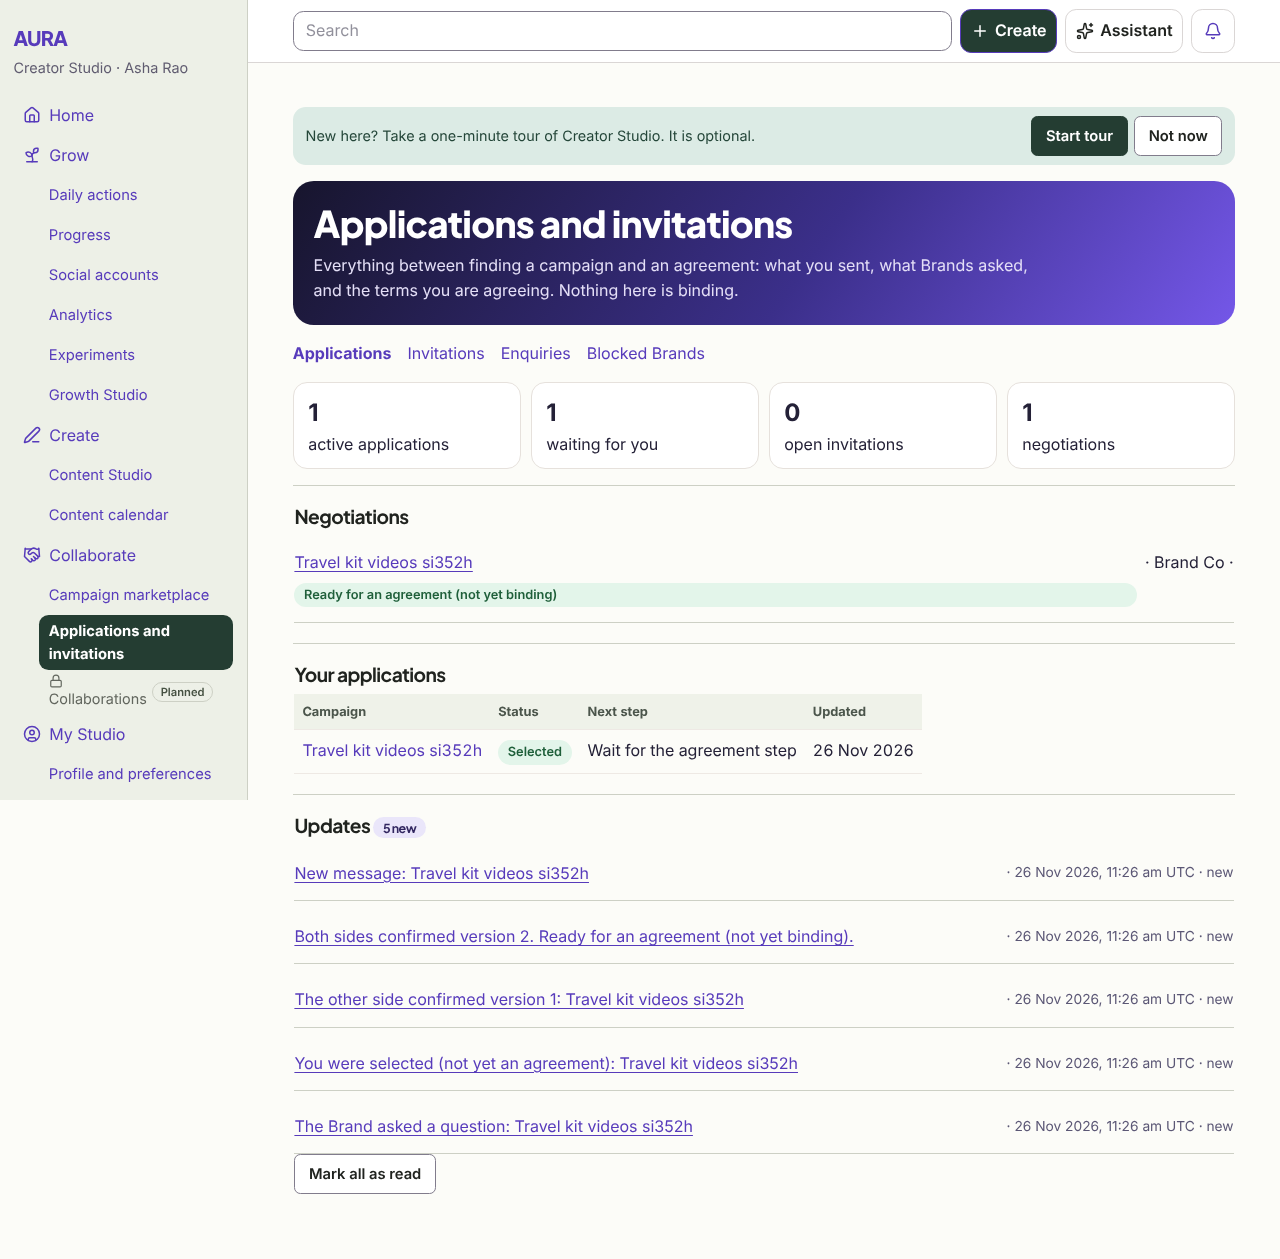 AURA
Creator Studio · Asha Rao
Home
Grow
Daily actions
Progress
Social accounts
Analytics
Experiments
Growth Studio
Create
Content Studio
Content calendar
Collaborate
Campaign marketplace
Applications and
invitations
Collaborations Planned
My Studio
Profile and preferences
Search
Create
Assistant
New here? Take a one-minute tour of Creator Studio. It is optional.
Start tour
Not now
Applications and invitations
Everything between finding a campaign and an agreement: what you sent, what Brands asked,
and the terms you are agreeing. Nothing here is binding.
Applications Invitations Enquiries Blocked Brands
1
active applications
1
waiting for you
0
open invitations
1
negotiations
Negotiations
Travel kit videos si352h · Brand Co ·
Ready for an agreement (not yet binding)
Your applications
Campaign Status Next step Updated
Travel kit videos si352h Selected Wait for the agreement step 26 Nov 2026
Updates 5 new
New message: Travel kit videos si352h · 26 Nov 2026, 11:26 am UTC · new
Both sides confirmed version 2. Ready for an agreement (not yet binding). · 26 Nov 2026, 11:26 am UTC · new
The other side confirmed version 1: Travel kit videos si352h · 26 Nov 2026, 11:26 am UTC · new
You were selected (not yet an agreement): Travel kit videos si352h · 26 Nov 2026, 11:26 am UTC · new
The Brand asked a question: Travel kit videos si352h · 26 Nov 2026, 11:26 am UTC · new
Mark all as read